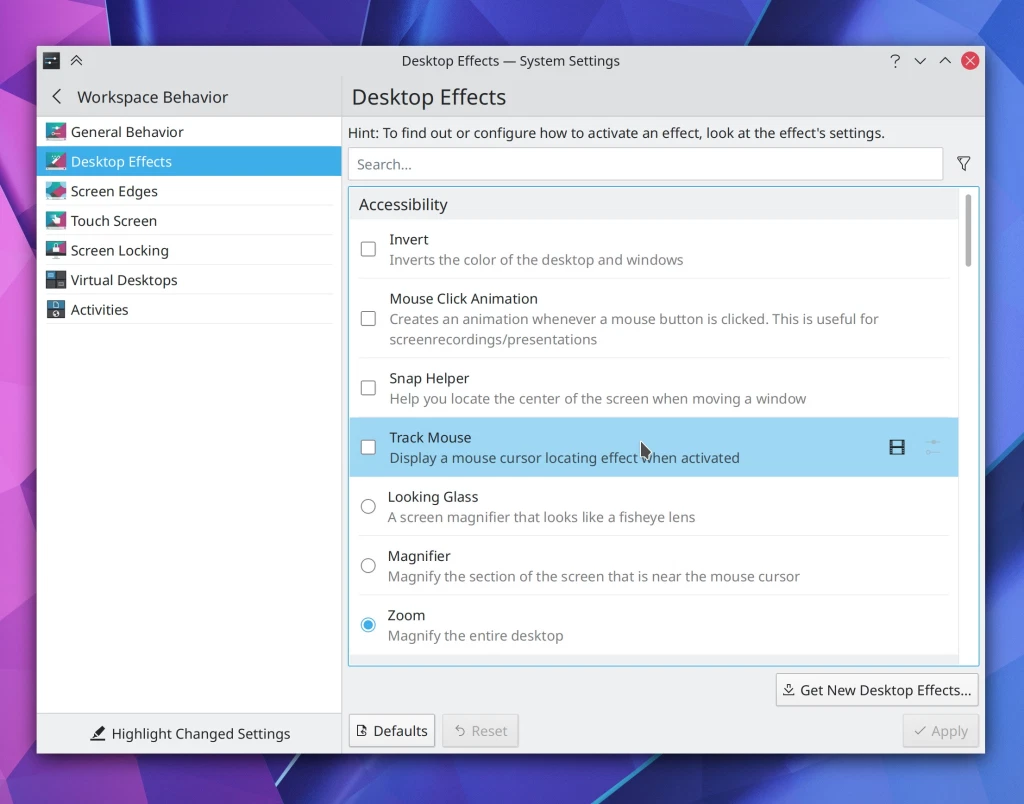 Desktop Effects — System Settings
Workspace Behavior
Desktop Effects
General Behavior
Desktop Effects
Screen Edges
Touch Screen
Screen Locking
Virtual Desktops
Activities
Highlight Changed Settings
Hint: To find out or configure how to activate an effect, look at the effect's settings.
Search...
Accessibility
Invert
Inverts the color of the desktop and windows
Mouse Click Animation
Creates an animation whenever a mouse button is clicked. This is useful for
screenrecordings/presentations
Snap Helper
Help you locate the center of the screen when moving a window
Track Mouse
Display a mouse cursor locating effect when activated
Looking Glass
A screen magnifier that looks like a fisheye lens
Magnifier
Magnify the section of the screen that is near the mouse cursor
Zoom
Magnify the entire desktop
Get New Desktop Effects...
Defaults
Reset
Apply